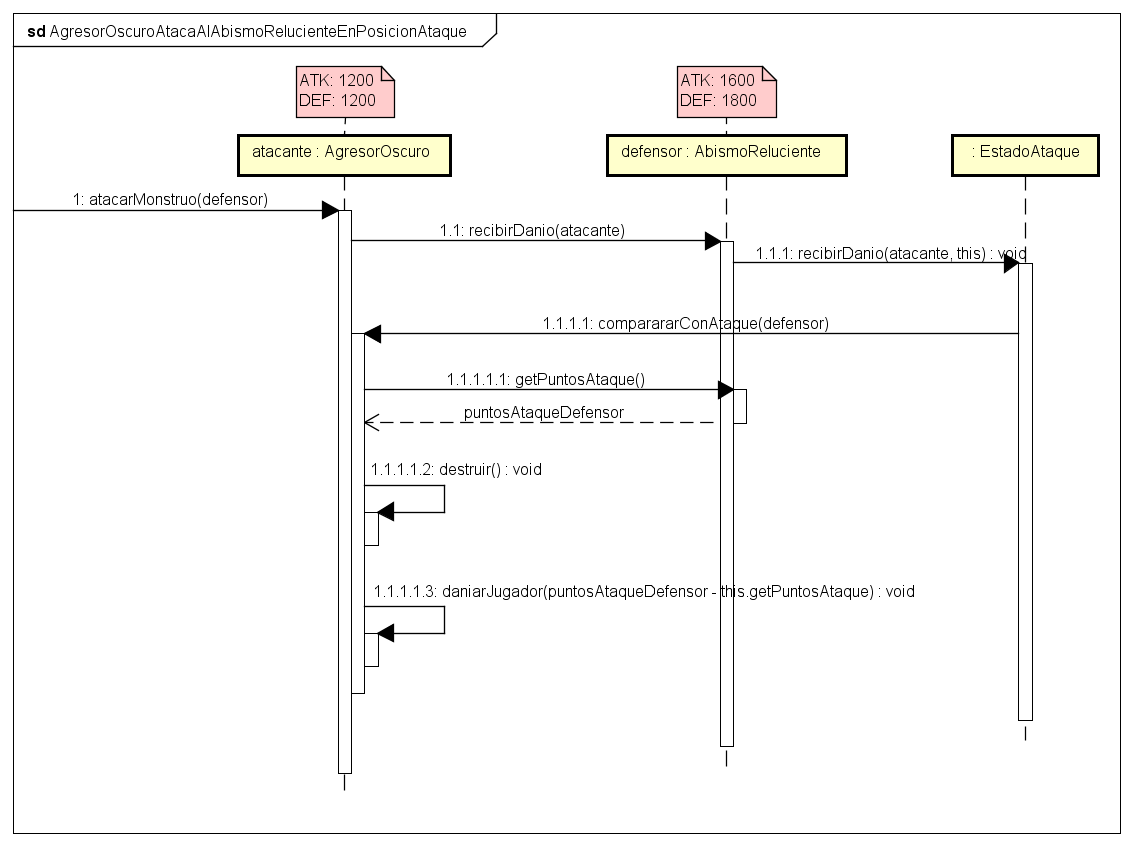 sd AgresorOscuroAtacaAlAbismoRelucienteEnPosicionAtaque
ATK: 1200
DEF: 1200
ATK: 1600
DEF: 1800
atacante : AgresorOscuro
defensor : AbismoReluciente
: EstadoAtaque
1: atacarMonstruo(defensor)
1.1: recibirDanio(atacante)
1.1.1: recibirDanio(atacante, this) : void
1.1.1.1: comparararConAtaque(defensor)
1.1.1.1.1: getPuntosAtaque()
puntosAtaqueDefensor
1.1.1.1.2: destruir() : void
1.1.1.1.3: daniarJugador(puntosAtaqueDefensor - this.getPuntosAtaque) : void